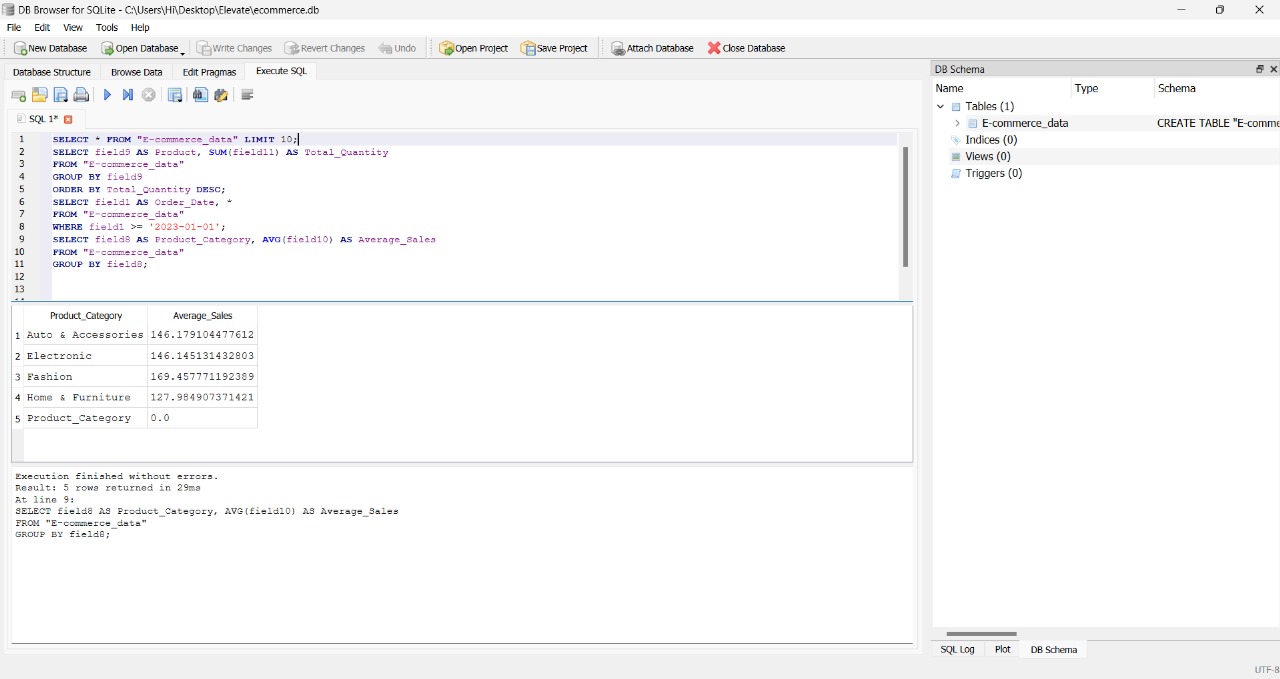 DB Browser for SQLite - C:\Users\Hi\Desktop\Elevate\ecommerce.db
File Edit View Tools Help
New Database Open Database Write Changes Revert Changes Undo Open Project Save Project Attach Database Close Database
Database Structure Browse Data Edit Pragmas Execute SQL
SQL 1*
1 SELECT * FROM "E-commerce_data" LIMIT 10;
2 SELECT field9 AS Product, SUM(field11) AS Total_Quantity
3 FROM "E-commerce_data"
4 GROUP BY field9
5 ORDER BY Total_Quantity DESC;
6 SELECT field1 AS Order_Date, *
7 FROM "E-commerce_data"
8 WHERE field1 >= '2023-01-01';
9 SELECT field8 AS Product_Category, AVG(field10) AS Average_Sales
10 FROM "E-commerce_data"
11 GROUP BY field8;
12
13
Product_Category Average_Sales
1 Auto & Accessories 146.179104477612
2 Electronic 146.145131432803
3 Fashion 169.457771192389
4 Home & Furniture 127.984907371421
5 Product_Category 0.0
Execution finished without errors.
Result: 5 rows returned in 29ms
At line 9:
SELECT field8 AS Product_Category, AVG(field10) AS Average_Sales
FROM "E-commerce_data"
GROUP BY field8;
DB Schema
Name Type Schema
Tables (1)
E-commerce_data CREATE TABLE "E-comme
Indices (0)
Views (0)
Triggers (0)
SQL Log Plot DB Schema
UTF-8